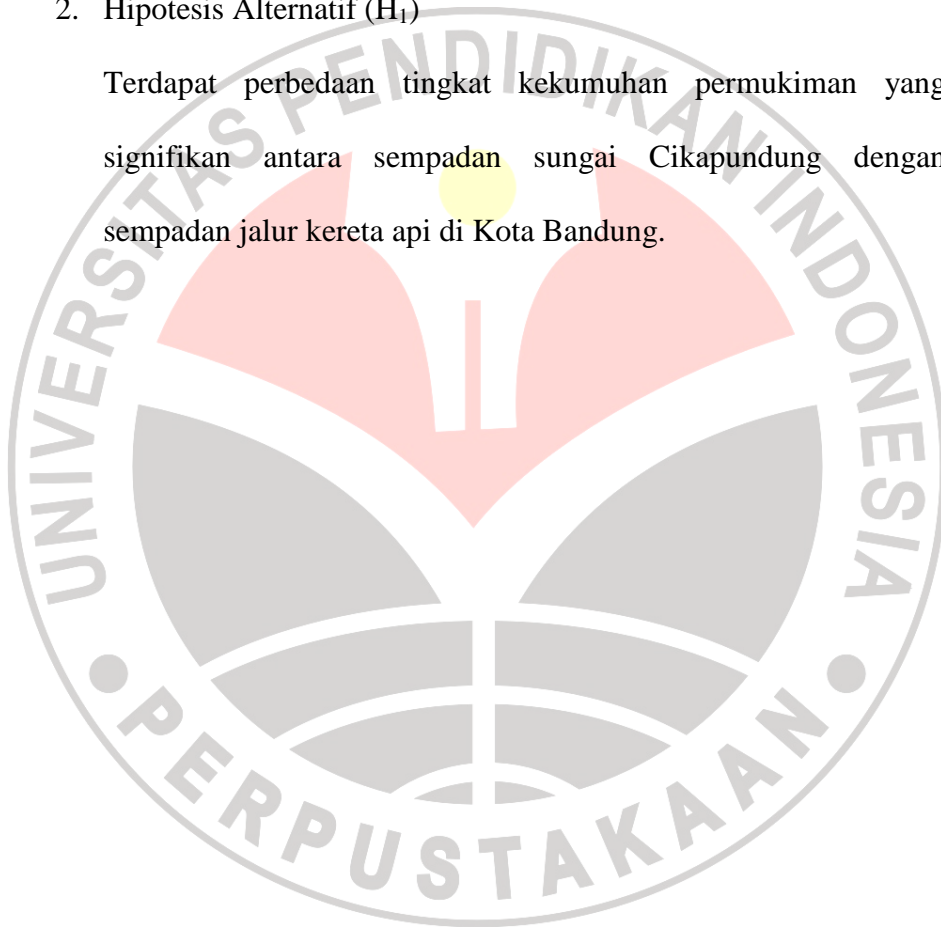 2. Hipotesis Alternatif (H₁)
Terdapat perbedaan tingkat kekumuhan permukiman yang
signifikan antara sempadan sungai Cikapundung dengan
sempadan jalur kereta api di Kota Bandung.
UNIVERSITAS PENDIDIKAN INDONESIA
PERPUSTAKAAN